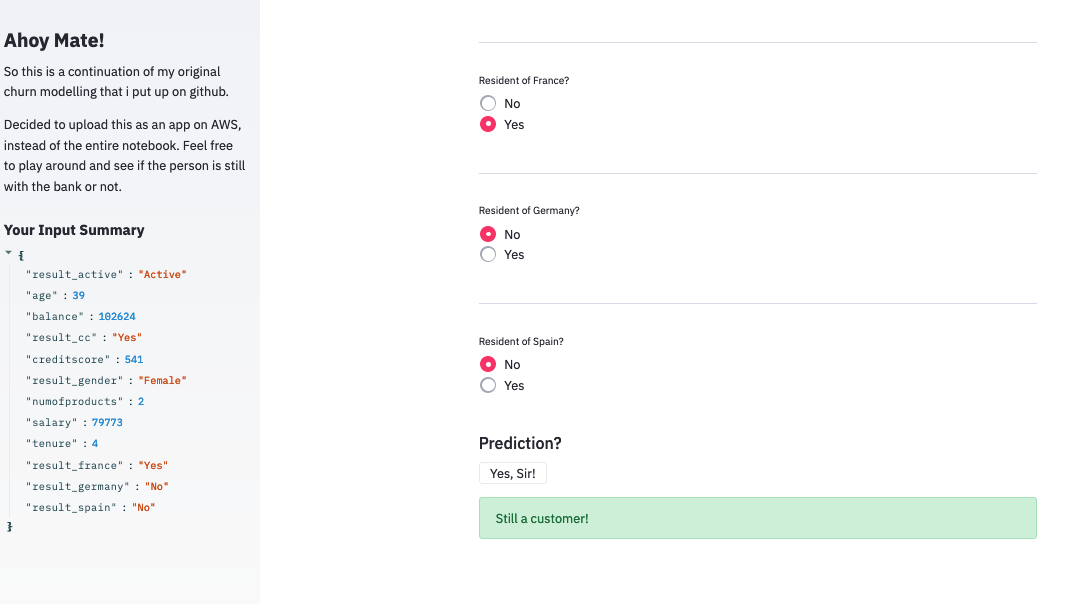 Ahoy Mate!
So this is a continuation of my original
churn modelling that i put up on github.
Decided to upload this as an app on AWS,
instead of the entire notebook. Feel free
to play around and see if the person is still
with the bank or not.
Your Input Summary
{
"result_active" : "Active"
"age" : 39
"balance" : 102624
"result_cc" : "Yes"
"creditscore" : 541
"result_gender" : "Female"
"numofproducts" : 2
"salary" : 79773
"tenure" : 4
"result_france" : "Yes"
"result_germany" : "No"
"result_spain" : "No"
}
Resident of France?
No
Yes
Resident of Germany?
No
Yes
Resident of Spain?
No
Yes
Prediction?
Yes, Sir!
Still a customer!